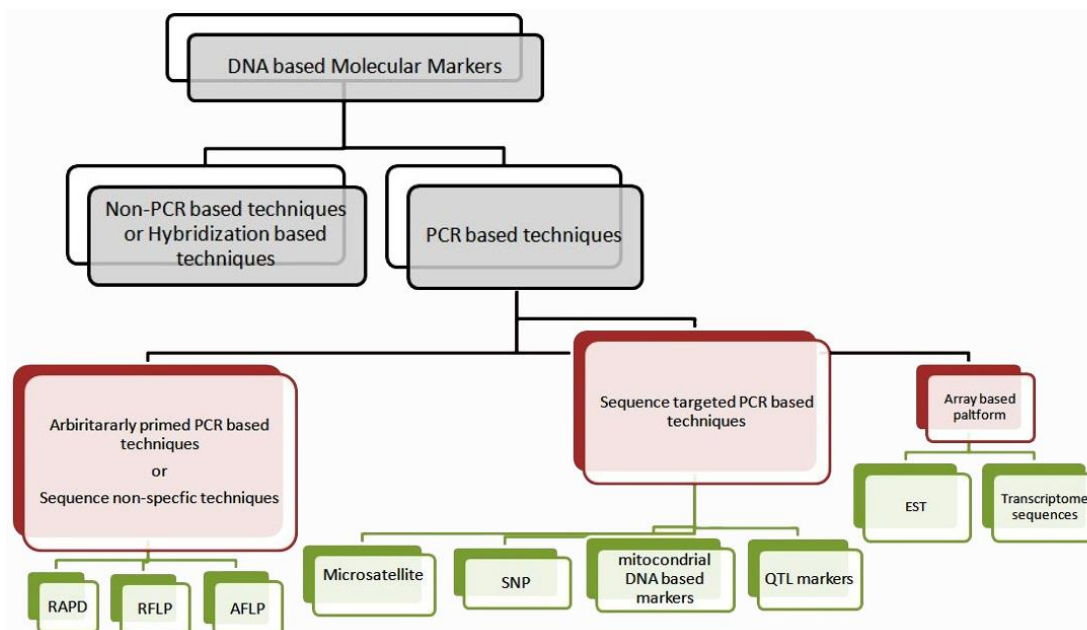 DNA based Molecular Markers
Non-PCR based techniques
or Hybridization based
techniques
PCR based techniques
Arbiritararly primed PCR based
techniques
or
Sequence non-specfic techniques
Sequence targeted PCR based
techniques
Array based
paltform
RAPD
RFLP
AFLP
Microsatellite
SNP
mitocondrial
DNA based
markers
QTL markers
EST
Transcriptome
sequences